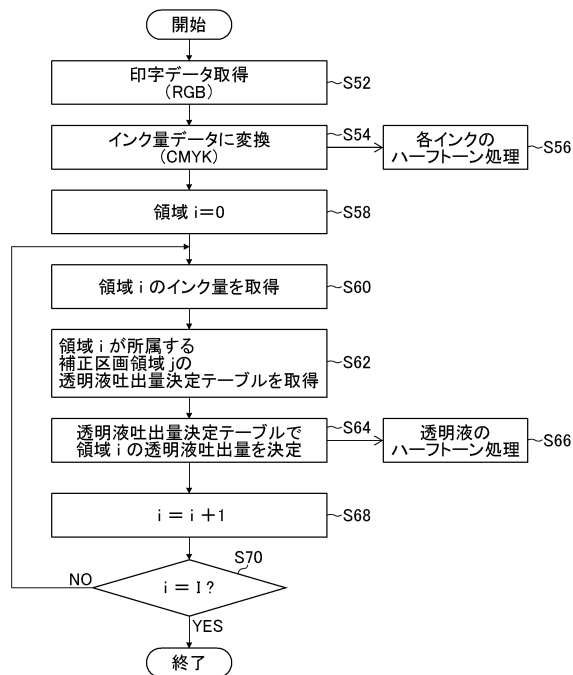 開始
印字データ取得
(RGB)
S52
インク量データに変換
(CMYK)
S54
各インクの
ハーフトーン処理
S56
領域 i=0
S58
領域 i のインク量を取得
S60
領域 i が所属する
補正区画領域 j の
透明液吐出量決定テーブルを取得
S62
透明液吐出量決定テーブルで
領域 i の透明液吐出量を決定
S64
透明液の
ハーフトーン処理
S66
i = i +1
S68
S70
i = I ?
NO
YES
終了